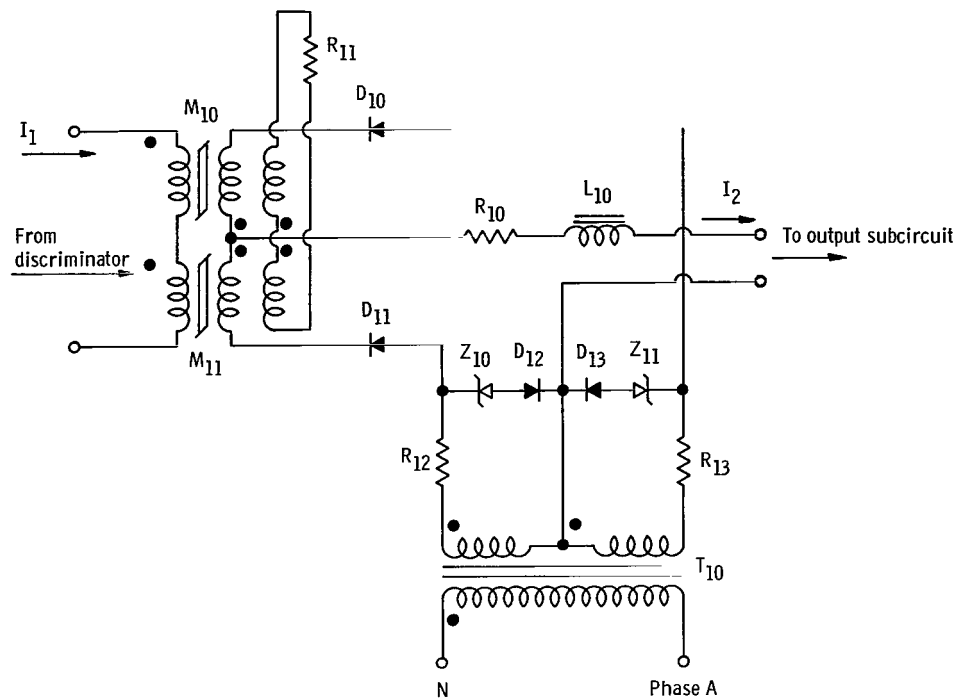 R11
D10
M10
I1
R10
L10
I2
From
discriminator
To output subcircuit
D11
M11
Z10
D12
D13
Z11
R12
R13
T10
N
Phase A